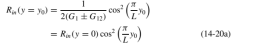 R_{in}(y = y_0) = \frac{1}{2(G_1 \pm G_{12})} \cos^2\left(\frac{\pi}{L} y_0\right)
= R_{in}(y = 0) \cos^2\left(\frac{\pi}{L} y_0\right) (14-20a)